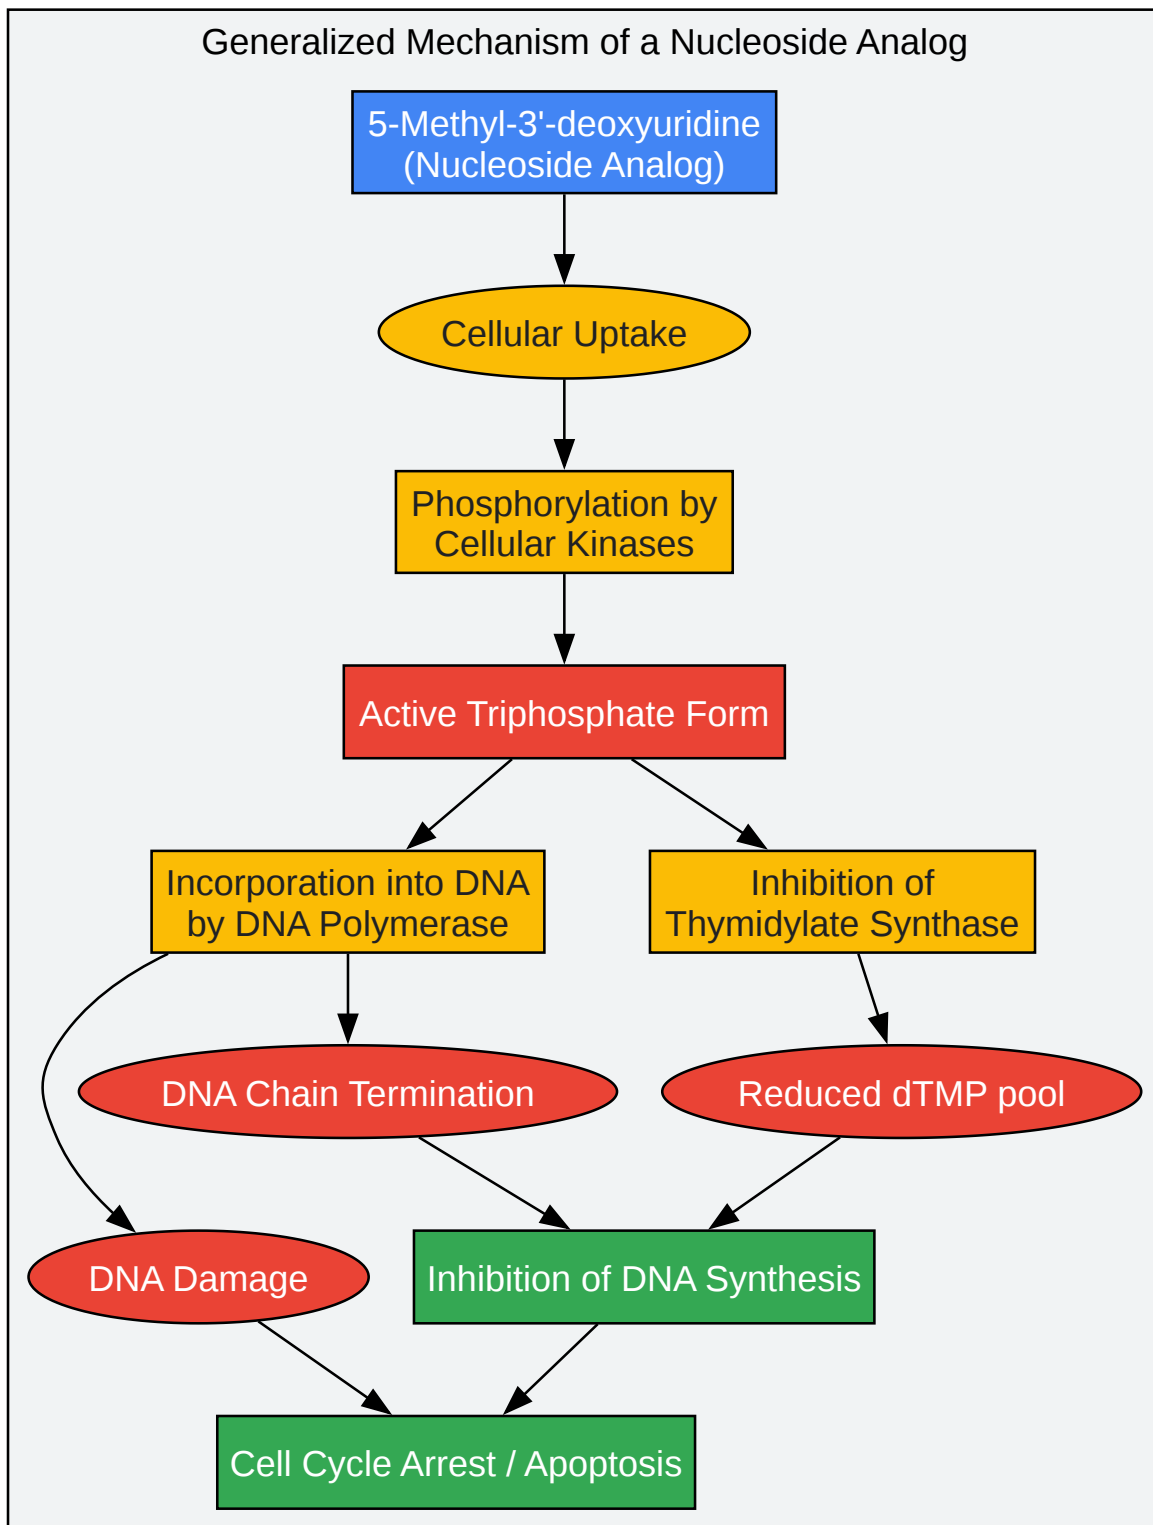 Generalized Mechanism of a Nucleoside Analog
5-Methyl-3'-deoxyuridine
(Nucleoside Analog)
Cellular Uptake
Phosphorylation by
Cellular Kinases
Active Triphosphate Form
Incorporation into DNA
by DNA Polymerase
Inhibition of
Thymidylate Synthase
DNA Chain Termination
Reduced dTMP pool
DNA Damage
Inhibition of DNA Synthesis
Cell Cycle Arrest / Apoptosis